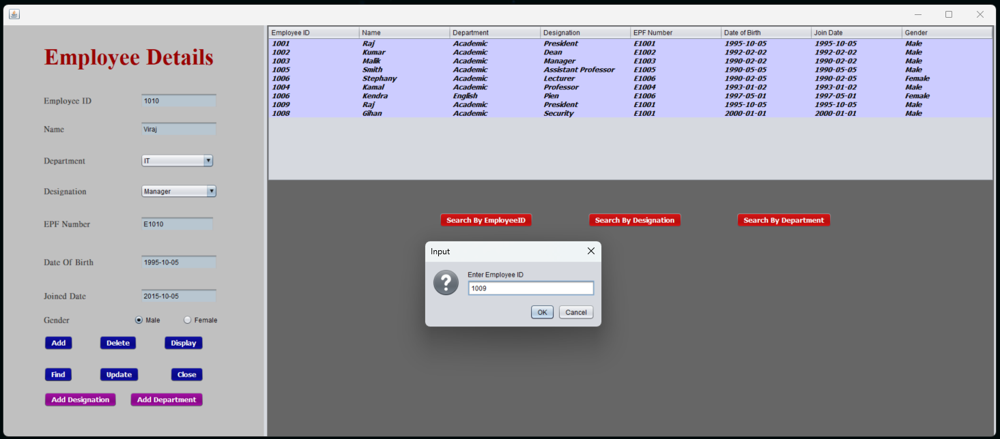 Employee Details
Employee ID 1010
Name Viraj
Department IT
Designation Manager
EPF Number E1010
Date Of Birth 1995-10-05
Joined Date 2015-10-05
Gender Male Female
Add Delete Display
Find Update Close
Add Designation Add Department
Employee ID Name Department Designation EPF Number Date of Birth Join Date Gender
1001 Raj Academic President E1001 1995-10-05 1995-10-05 Male
1002 Kumar Academic Dean E1002 1992-02-02 1992-02-02 Male
1003 Malik Academic Manager E1003 1990-02-02 1990-02-02 Male
1005 Smith Academic Assistant Professor E1005 1990-05-05 1990-05-05 Male
1006 Stephany Academic Lecturer E1006 1990-02-05 1990-02-05 Female
1004 Kamal Academic Professor E1004 1993-01-02 1993-01-02 Male
1006 Kendra English Pien E1006 1997-05-01 1997-05-01 Female
1009 Raj Academic President E1001 1995-10-05 1995-10-05 Male
1008 Gihan Academic Security E1001 2000-01-01 2000-01-01 Male
Search By EmployeeID Search By Designation Search By Department
Input
Enter Employee ID
1009
OK Cancel